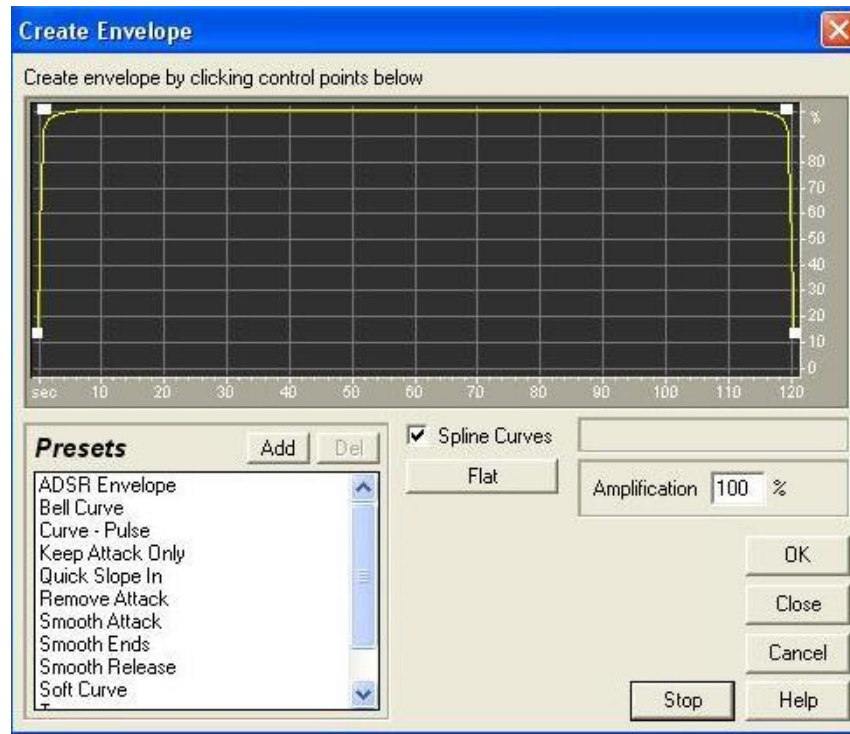 Create Envelope
Create envelope by clicking control points below
%
80
70
60
50
40
30
20
10
0
sec 10 20 30 40 50 60 70 80 90 100 110 120
Presets Add Del
Spline Curves
Flat
Amplification 100 %
ADSR Envelope
Bell Curve
Curve - Pulse
Keep Attack Only
Quick Slope In
Remove Attack
Smooth Attack
Smooth Ends
Smooth Release
Soft Curve
OK
Close
Cancel
Stop Help